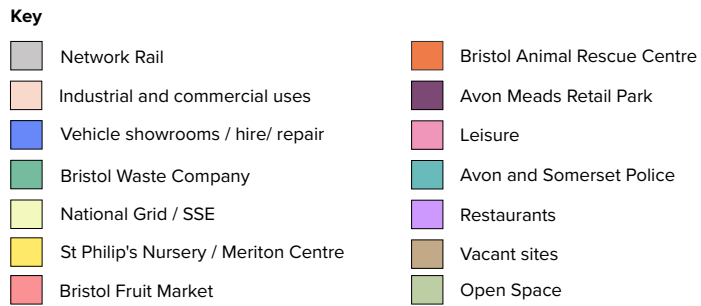 Key
Network Rail
Industrial and commercial uses
Vehicle showrooms / hire/ repair
Bristol Waste Company
National Grid / SSE
St Philip's Nursery / Meriton Centre
Bristol Fruit Market
Bristol Animal Rescue Centre
Avon Meads Retail Park
Leisure
Avon and Somerset Police
Restaurants
Vacant sites
Open Space